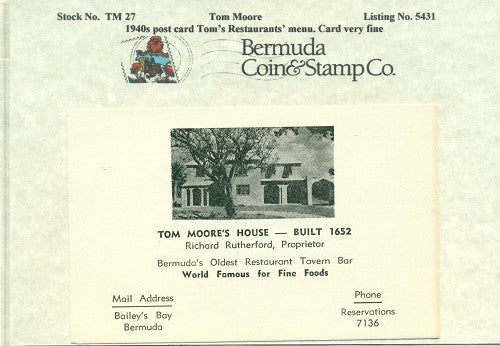 Stock No. TM 27 Tom Moore Listing No. 5431
1940s post card Tom's Restaurants' menu. Card very fine
Bermuda
Coin&Stamp Co.
TOM MOORE'S HOUSE — BUILT 1652
Richard Rutherford, Proprietor
Bermuda's Oldest Restaurant Tavern Bar
World Famous for Fine Foods
Mail Address
Bailey's Bay
Bermuda
Phone
Reservations
7136